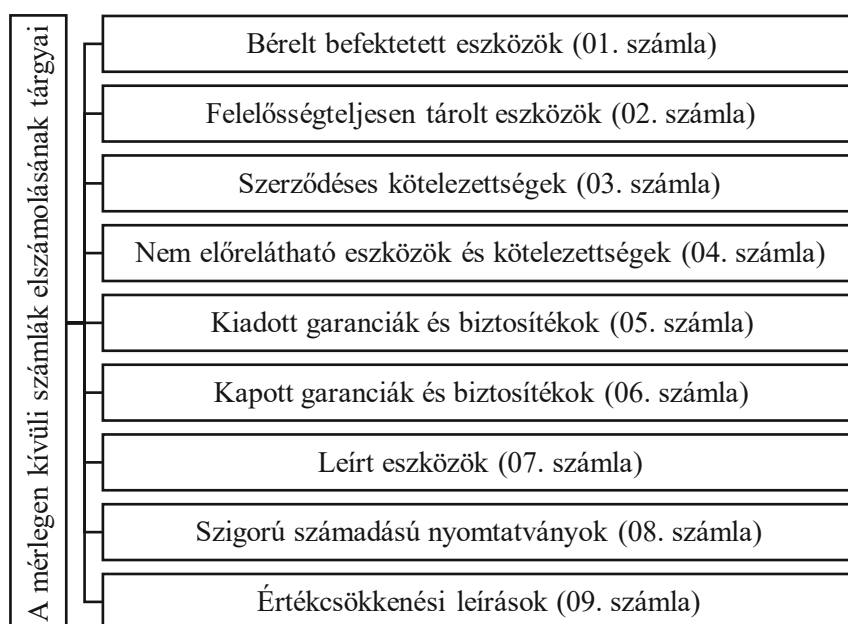 A mérlegen kívüli számlák elszámolásának tárgyai
Bérelt befektetett eszközök (01. számla)
Felelősségteljesen tárolt eszközök (02. számla)
Szerződéses kötelezettségek (03. számla)
Nem előrelátható eszközök és kötelezettségek (04. számla)
Kiadott garanciák és biztosítékok (05. számla)
Kapott garanciák és biztosítékok (06. számla)
Leírt eszközök (07. számla)
Szigorú számadású nyomtatványok (08. számla)
Értékcsökkenési leírások (09. számla)